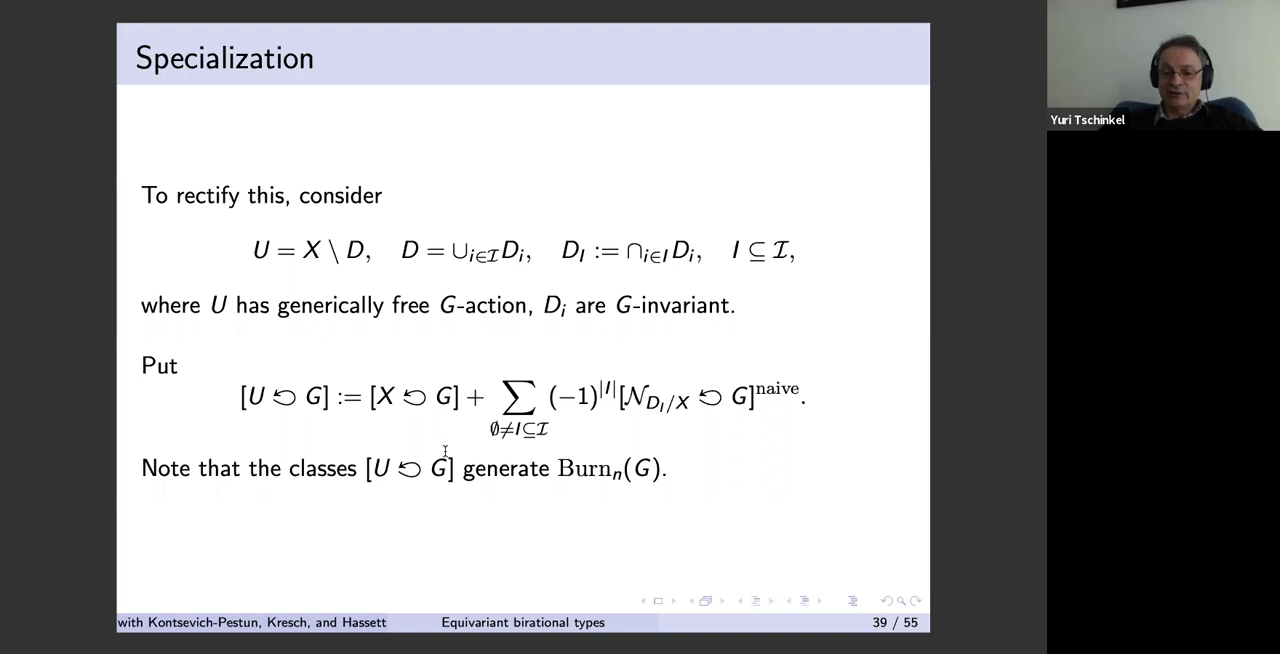 Specialization
To rectify this, consider
U = X \ D, D = ∪_{i∈ℐ} D_i, D_I := ∩_{i∈I} D_i, I ⊆ ℐ,
where U has generically free G-action, D_i are G-invariant.
Put
[U ⟲ G] := [X ⟲ G] + ∑_{∅≠I⊆ℐ} (−1)^{|I|} [𝒩_{D_I/X} ⟲ G]^{naive}.
Note that the classes [U ⟲ G] generate Burn_n(G).
with Kontsevich-Pestun, Kresch, and Hassett
Equivariant birational types
39 / 55
Yuri Tschinkel